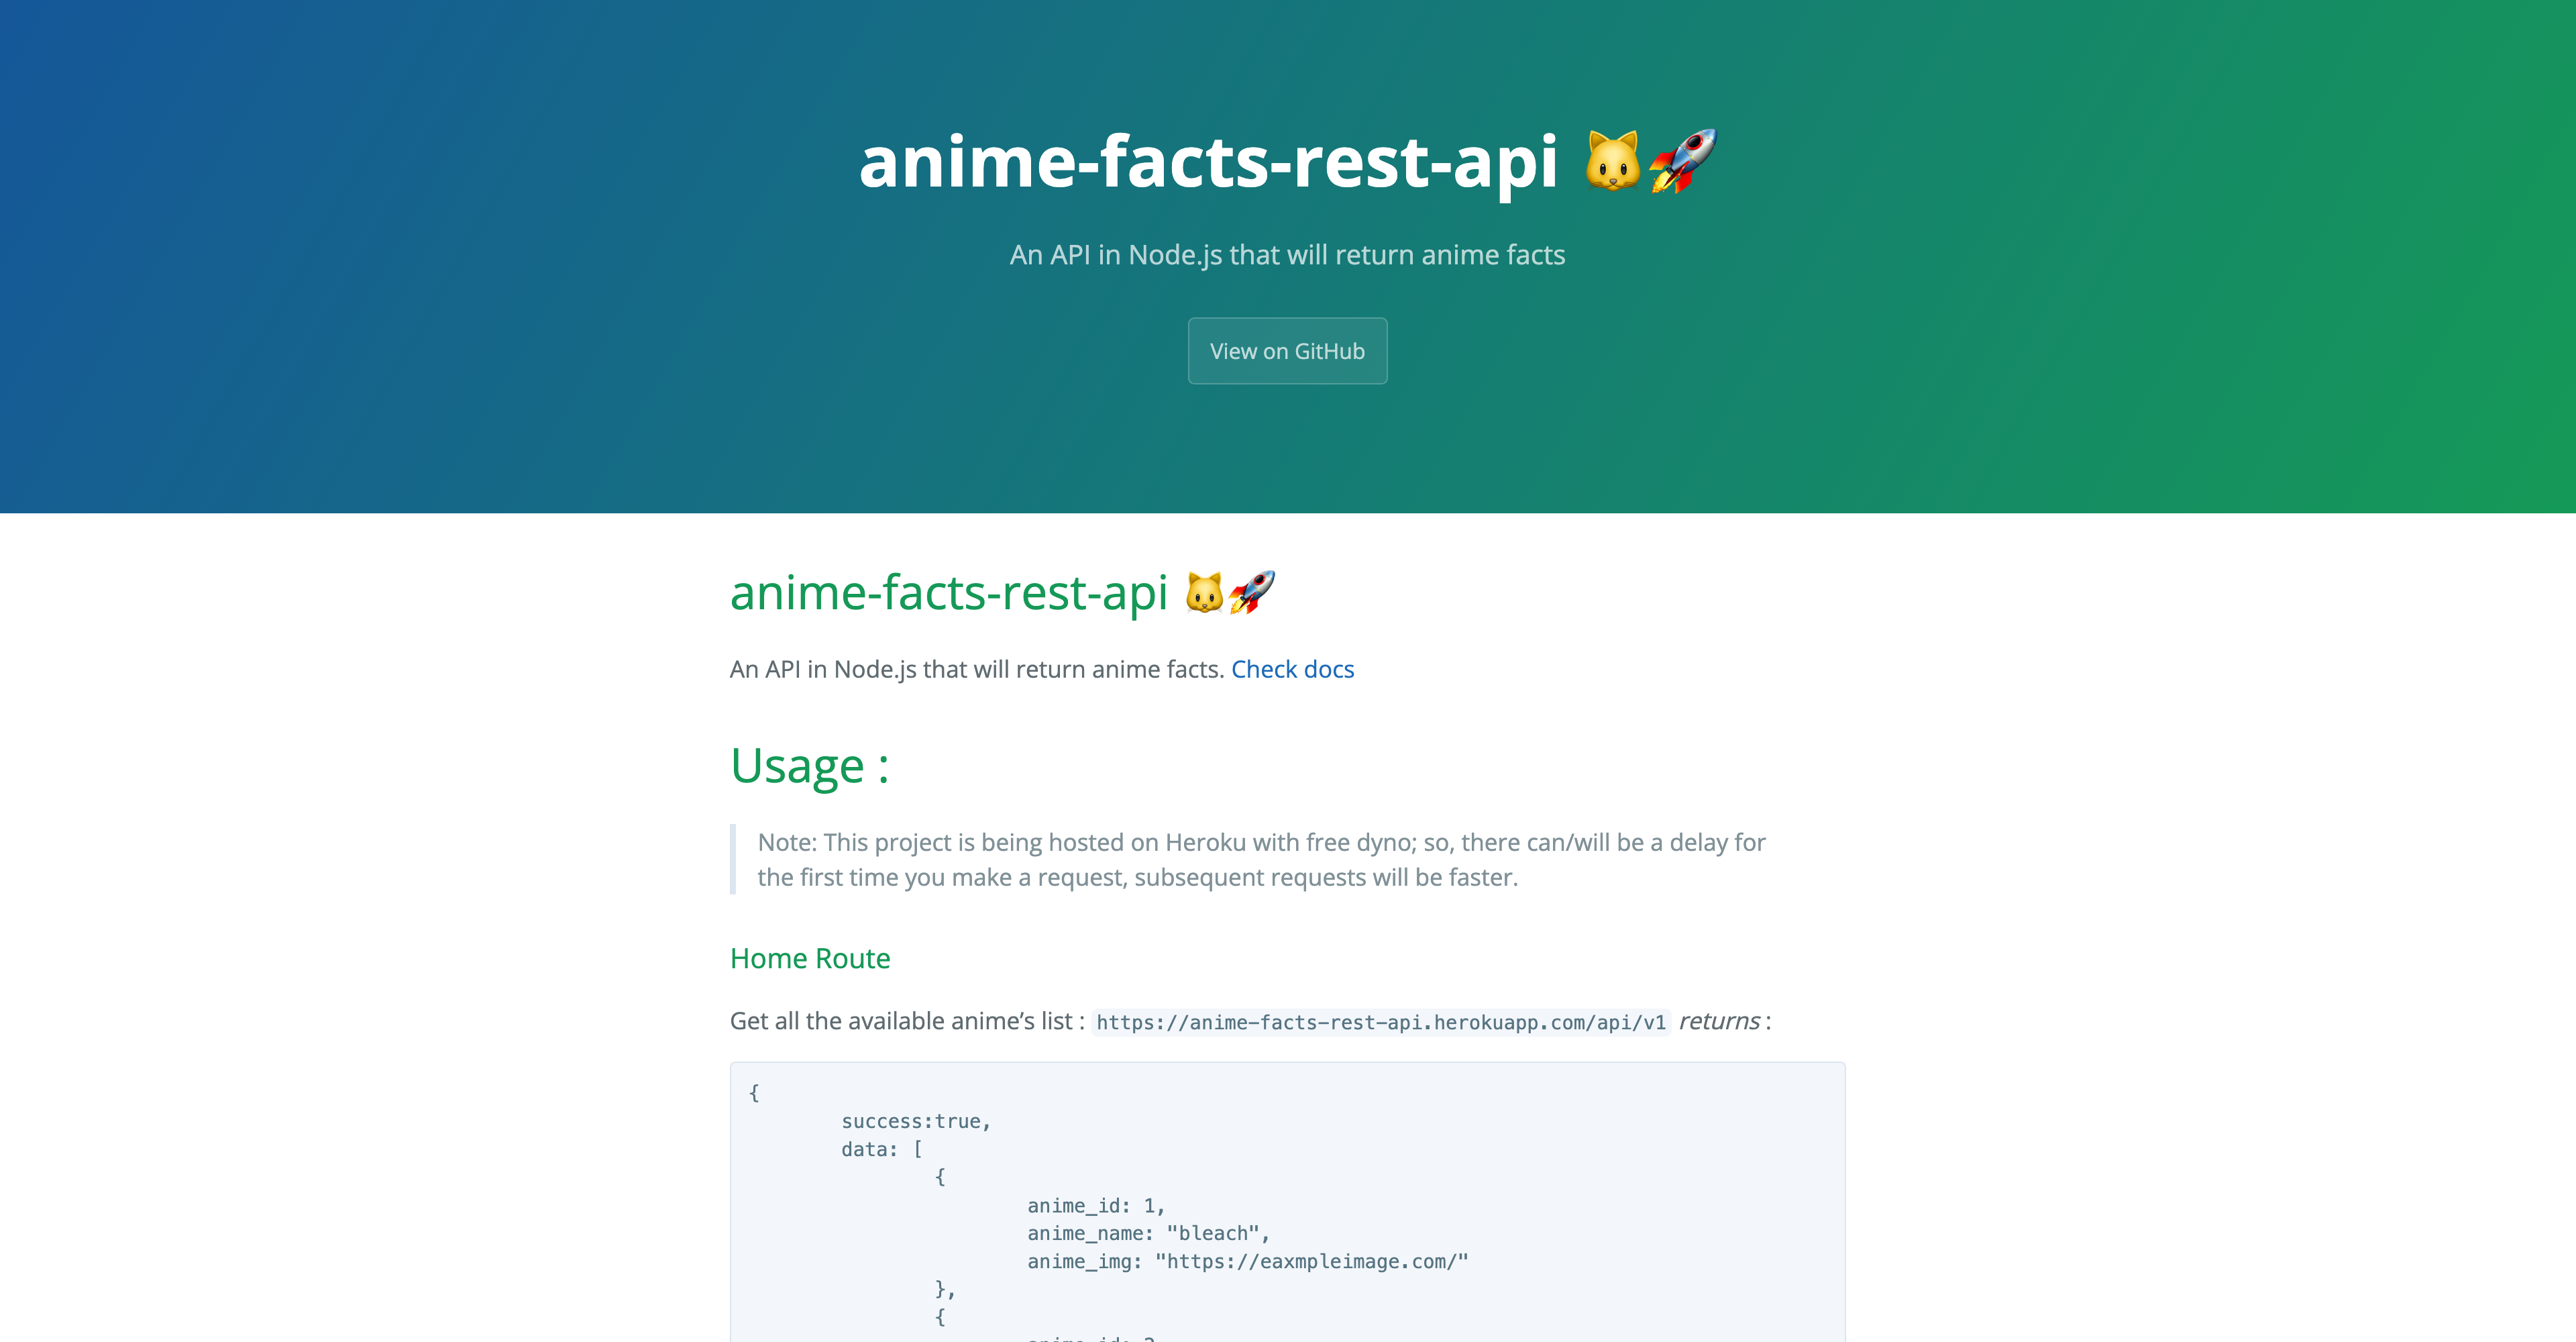 anime-facts-rest-api 🐱🚀
An API in Node.js that will return anime facts
View on GitHub
anime-facts-rest-api 🐱🚀
An API in Node.js that will return anime facts. Check docs
Usage :
Note: This project is being hosted on Heroku with free dyno; so, there can/will be a delay for
the first time you make a request, subsequent requests will be faster.
Home Route
Get all the available anime’s list : https://anime-facts-rest-api.herokuapp.com/api/v1 returns :
{
success:true,
data: [
{
anime_id: 1,
anime_name: "bleach",
anime_img: "https://eaxmpleimage.com/"
},
{